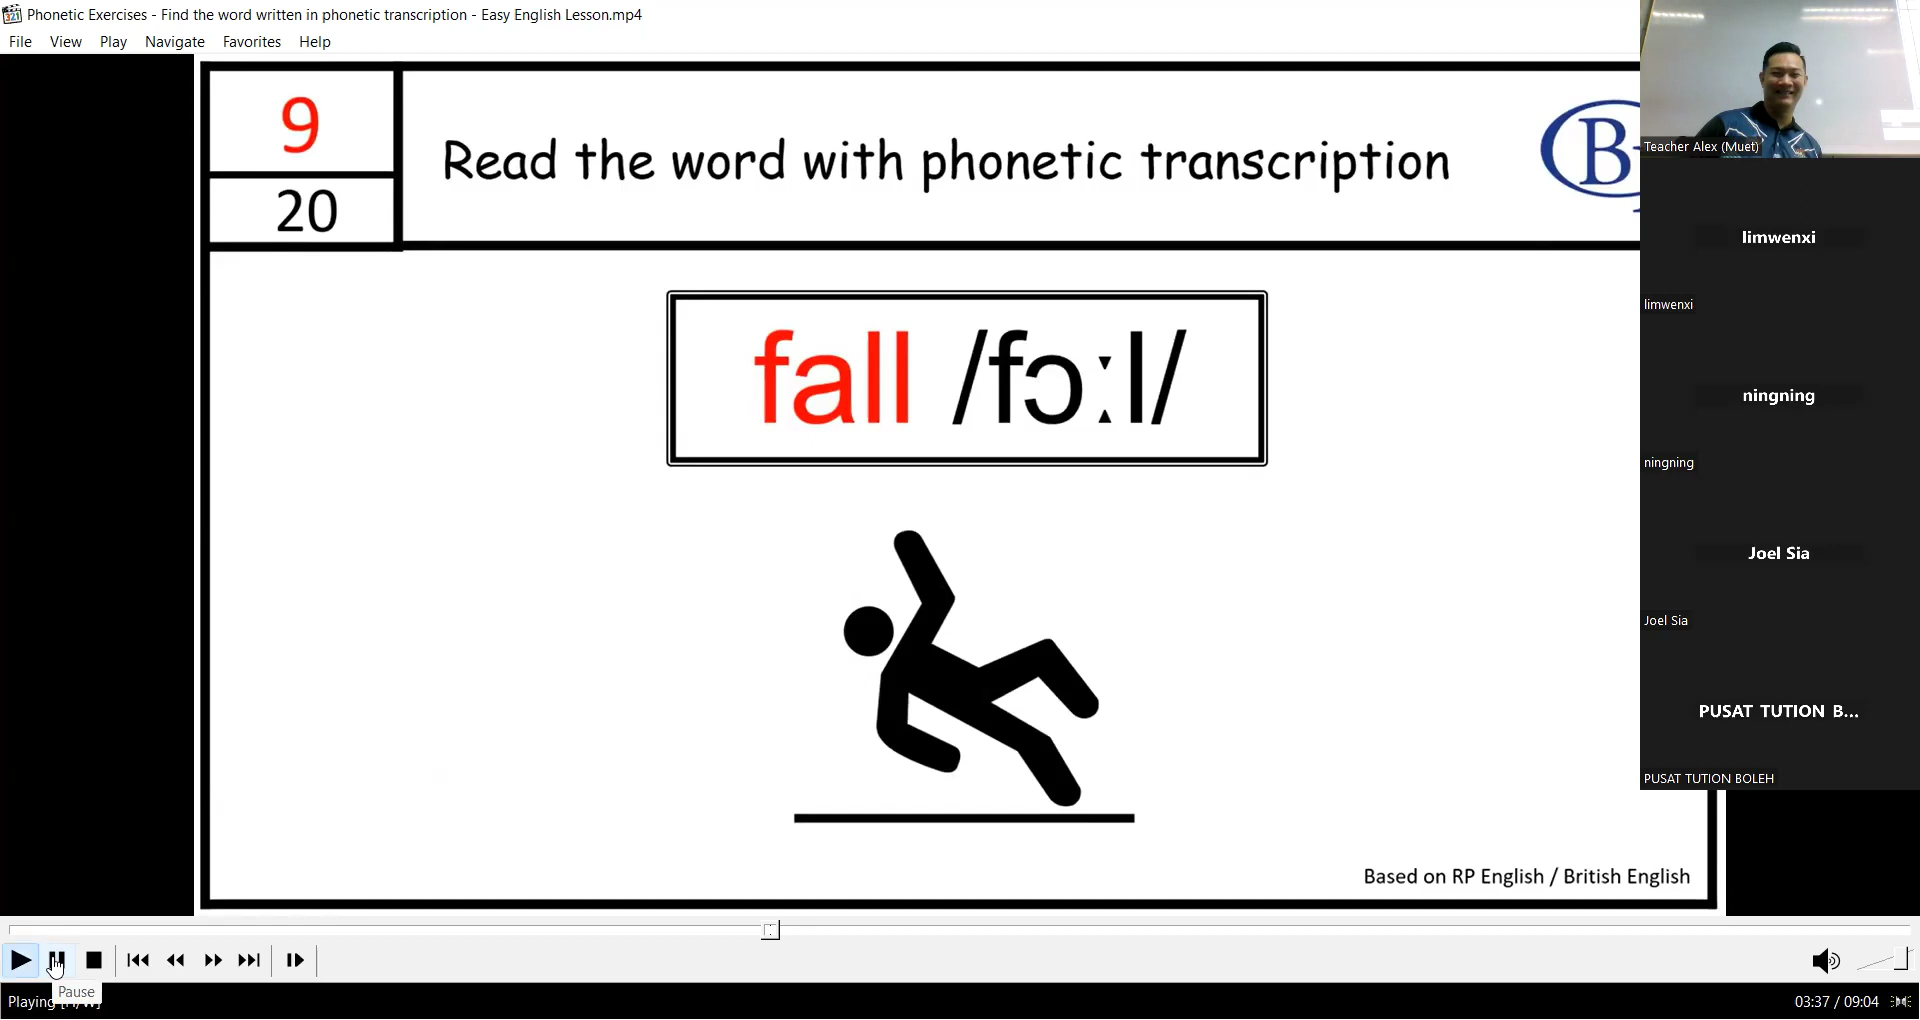 Phonetic Exercises - Find the word written in phonetic transcription - Easy English Lesson.mp4
File View Play Navigate Favorites Help
9
20
Read the word with phonetic transcription
B
fall /fɔːl/
Based on RP English / British English
Teacher Alex (Muet)
limwenxi
limwenxi
ningning
ningning
Joel Sia
Joel Sia
PUSAT TUTION B...
PUSAT TUTION BOLEH
Pause
Playing [H/W]
03:37 / 09:04